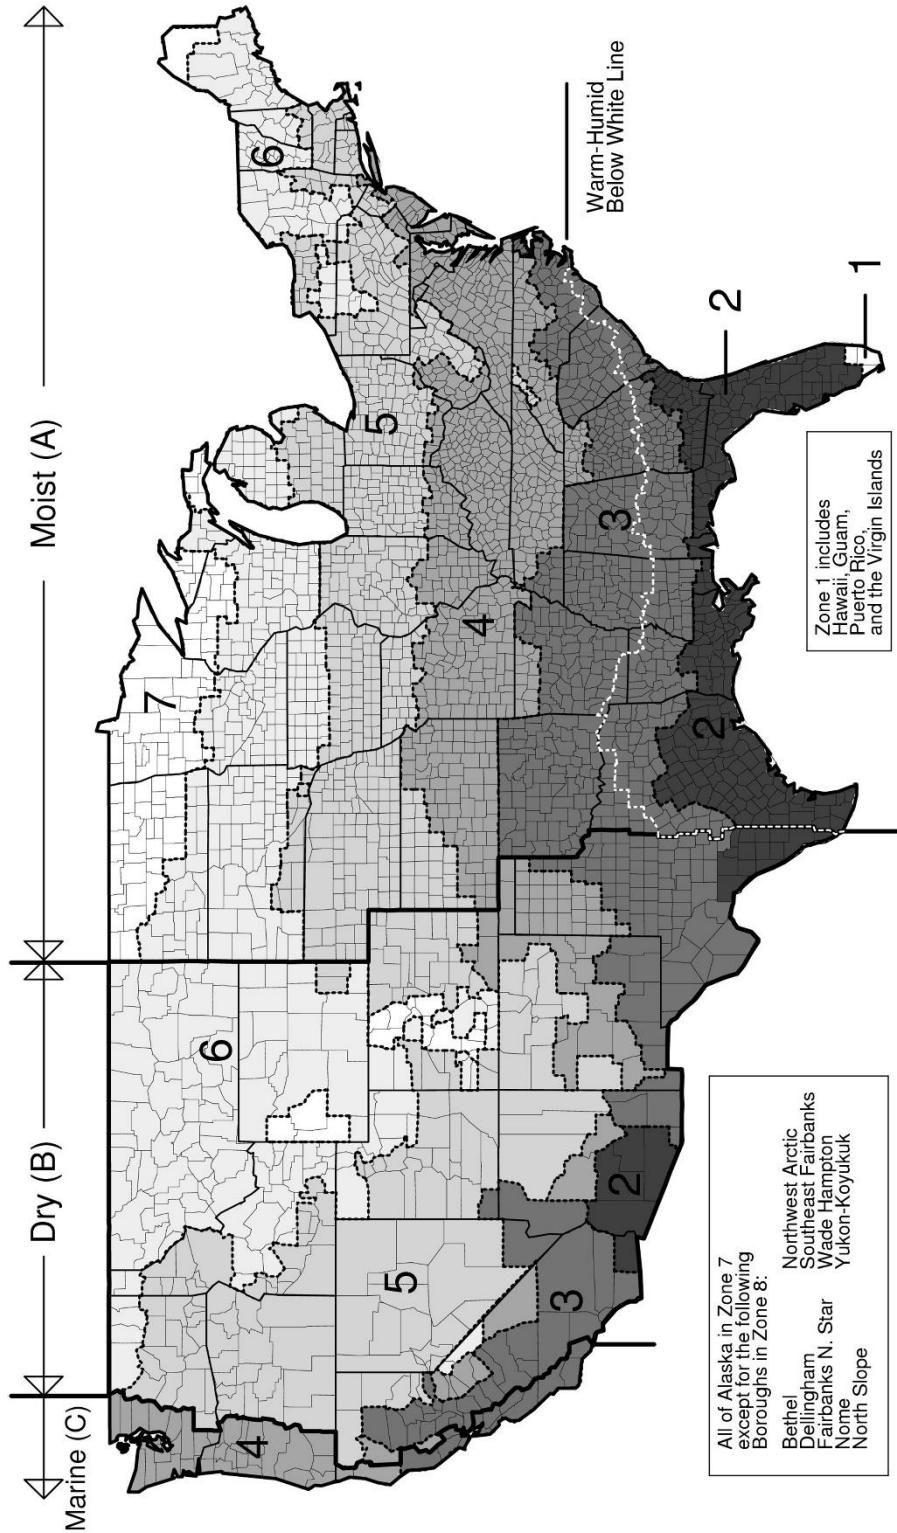 Marine (C)
Dry (B)
Moist (A)
7
6
6
5
5
4
4
3
3
2
2
2
1
Warm-Humid
Below White Line
All of Alaska in Zone 7
except for the following
Boroughs in Zone 8:
Bethel
Dellingham
Fairbanks N. Star
Nome
North Slope
Northwest Arctic
Southeast Fairbanks
Wade Hampton
Yukon-Koyukuk
Zone 1 includes
Hawaii, Guam,
Puerto Rico,
and the Virgin Islands